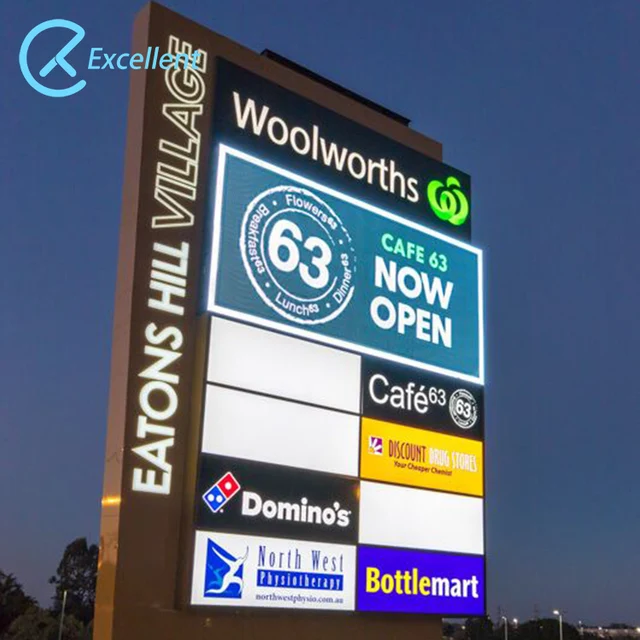 Excellent
EATONS HILL VILLAGE
Woolworths
Breakfast63
Flowers63
Dinner63
Lunch63
63
CAFE 63
NOW
OPEN
Café63
63
DISCOUNT DRUG STORES
Your Cheaper Chemist
Domino's
North West
Physiotherapy
northwestphysio.com.au
Bottlemart